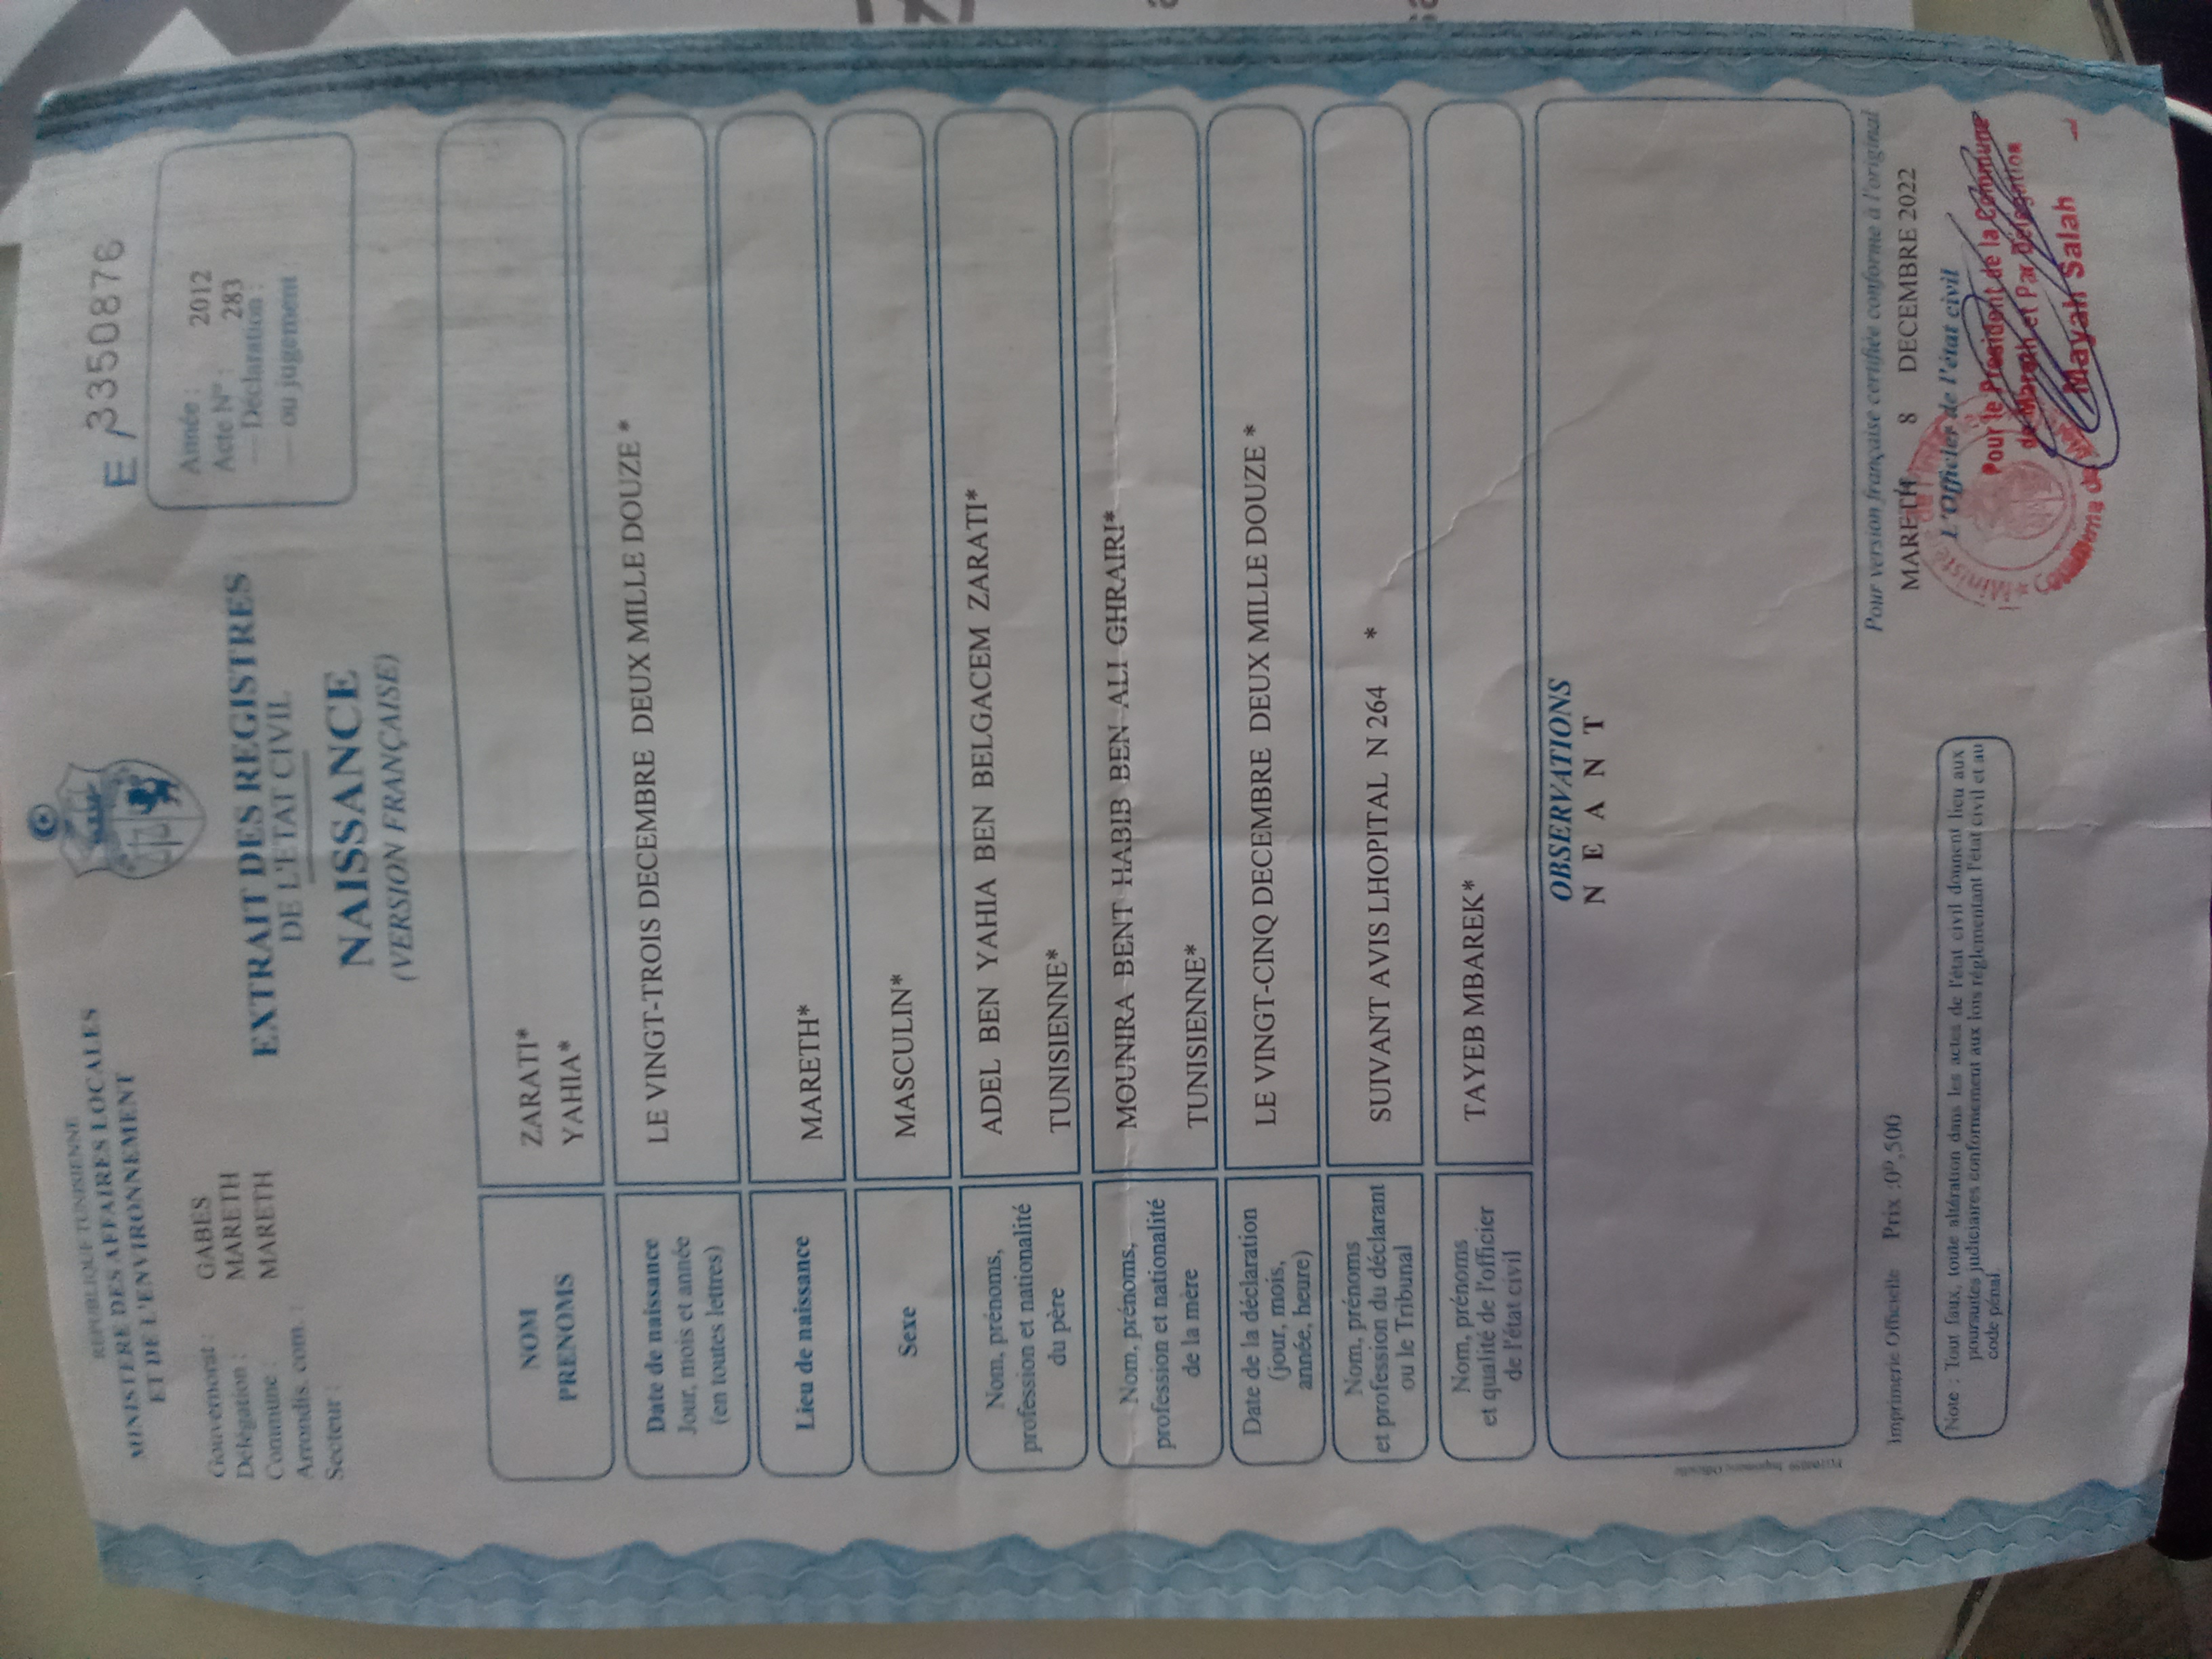 REPUBLIQUE TUNISIENNE
MINISTERE DES AFFAIRES LOCALES
ET DE L'ENVIRONNEMENT
Gouvernorat : GABES
Délégation : MARETH
Commune : MARETH
Arrondis. com. :
Secteur :
EXTRAIT DES REGISTRES
DE L'ETAT CIVIL
NAISSANCE
(VERSION FRANÇAISE)
E 3350876
Année : 2012
Acte N° : 283
— Déclaration :
— ou jugement
NOM ZARATI*
PRENOMS YAHIA*
Date de naissance
Jour, mois et année
(en toutes lettres)
LE VINGT-TROIS DECEMBRE DEUX MILLE DOUZE *
Lieu de naissance MARETH*
Sexe MASCULIN*
Nom, prénoms,
profession et nationalité
du père
ADEL BEN YAHIA BEN BELGACEM ZARATI*
TUNISIENNE*
Nom, prénoms,
profession et nationalité
de la mère
MOUNIRA BENT HABIB BEN ALI GHRAIRI*
TUNISIENNE*
Date de la déclaration
(jour, mois,
année, heure)
LE VINGT-CINQ DECEMBRE DEUX MILLE DOUZE *
Nom, prénoms
et profession du déclarant
ou le Tribunal
SUIVANT AVIS LHOPITAL N 264 *
Nom, prénoms
et qualité de l'officier
de l'état civil
TAYEB MBAREK*
OBSERVATIONS
N E A N T
Imprimerie Officielle Prix :0D,500
Pour version française certifiée conforme à l'original
MARETH 8 DECEMBRE 2022
L'Officier de l'état civil
Pour le Président de la Commune
de Mareth et Par Délégation
Mayah Salah
Note : Tout faux, toute altération dans les actes de l'état civil donnent lieu aux
poursuites judiciaires conformément aux lois réglementant l'état civil et au
code pénal.